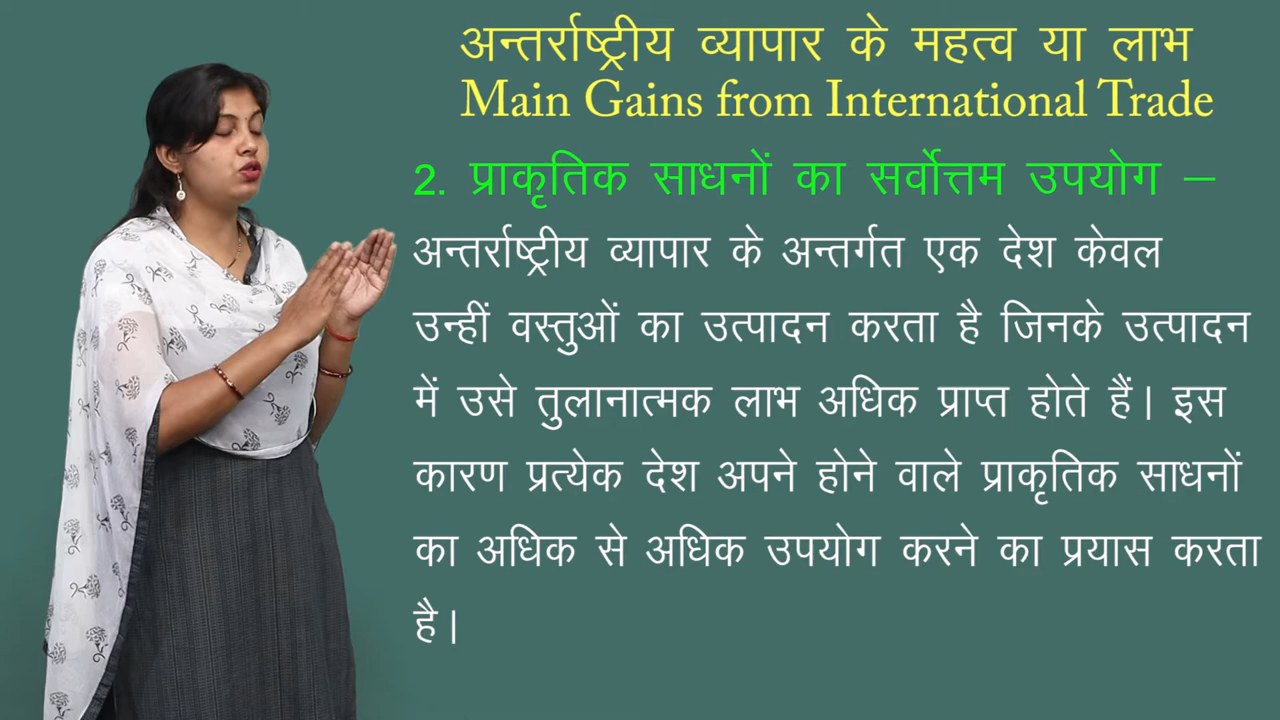 अन्तर्राष्ट्रीय व्यापार के महत्व या लाभ
Main Gains from International Trade
2. प्राकृतिक साधनों का सर्वोत्तम उपयोग –
अन्तर्राष्ट्रीय व्यापार के अन्तर्गत एक देश केवल
उन्हीं वस्तुओं का उत्पादन करता है जिनके उत्पादन
में उसे तुलानात्मक लाभ अधिक प्राप्त होते हैं। इस
कारण प्रत्येक देश अपने होने वाले प्राकृतिक साधनों
का अधिक से अधिक उपयोग करने का प्रयास करता
है।